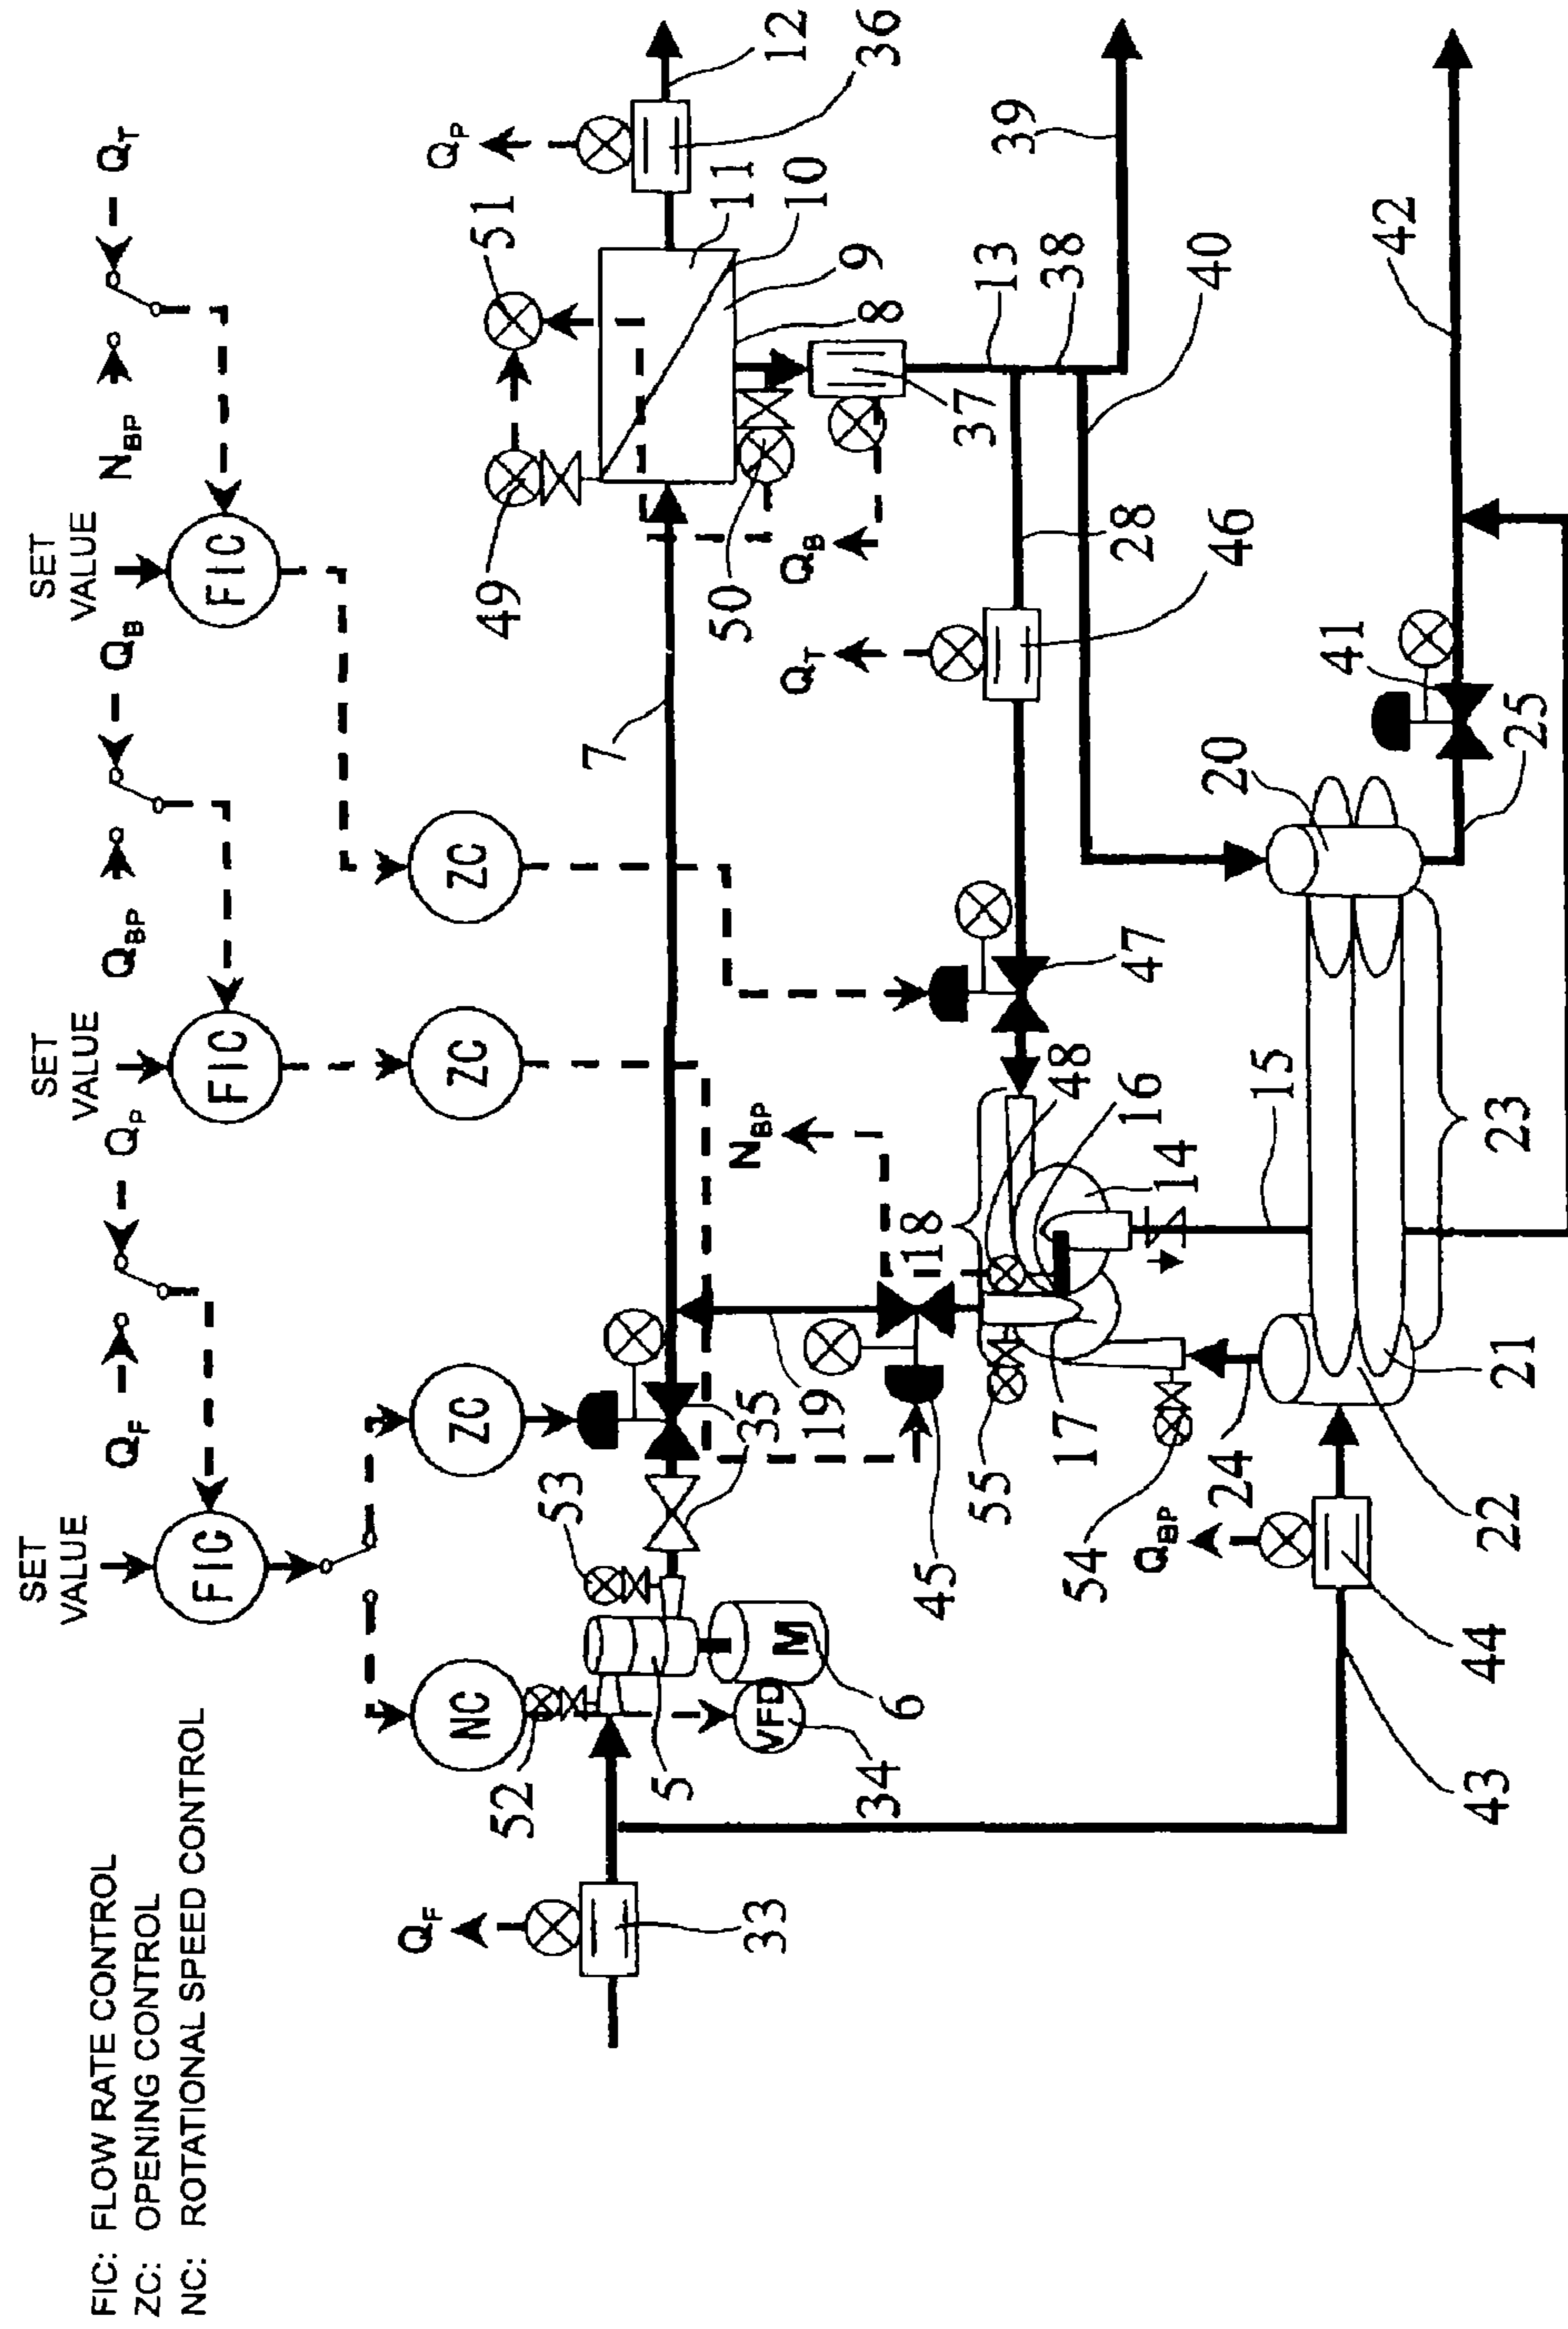 FIC: FLOW RATE CONTROL
ZC: OPENING CONTROL
NC: ROTATIONAL SPEED CONTROL
SET VALUE
Q_F
Q_P
SET VALUE
Q_BP
Q_B
SET VALUE
N_BP
Q_T
FIC
FIC
FIC
NC
ZC
ZC
ZC
Q_F
33
52
5
34
VFD
M
6
53
35
7
49
51
50
8
9
10
11
Q_P
12
36
Q_B
37
13
38
39
40
Q_T
28
46
47
N_BP
18
48
16
14
15
19
45
55
17
54
24
Q_BP
43
44
22
21
23
20
25
41
42